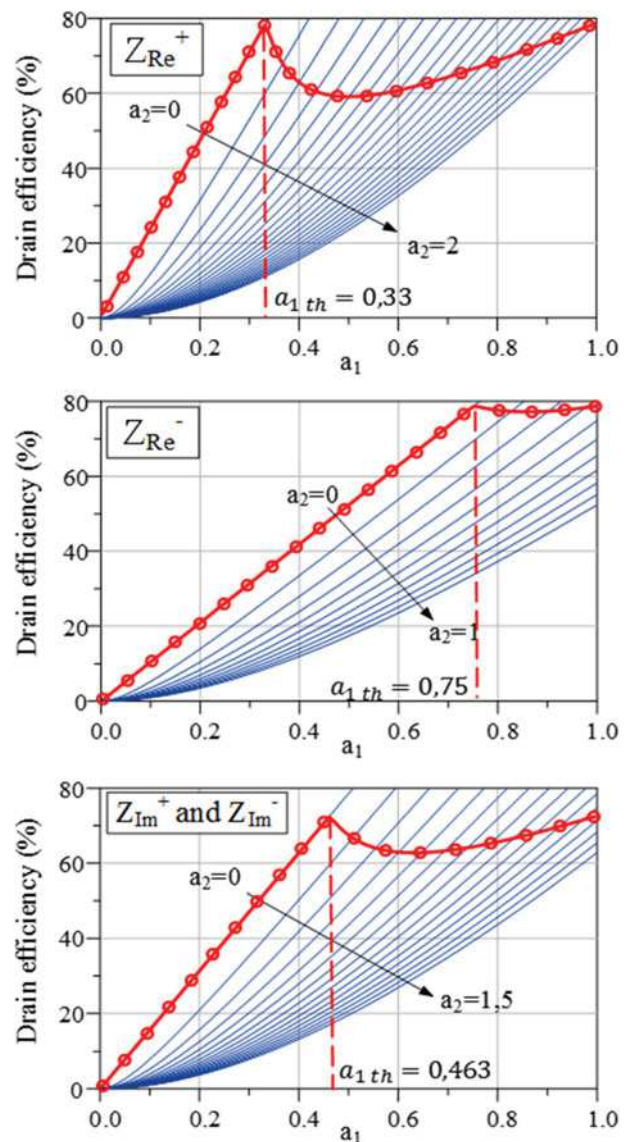 Z_Re^+
Drain efficiency (%)
80
60
40
20
0
a₂=0
a₂=2
a₁ th = 0,33
0.0 0.2 0.4 0.6 0.8 1.0
a₁
Z_Re^-
Drain efficiency (%)
80
60
40
20
0
a₂=0
a₂=1
a₁ th = 0,75
0.0 0.2 0.4 0.6 0.8 1.0
a₁
Z_Im^+ and Z_Im^-
Drain efficiency (%)
80
60
40
20
0
a₂=0
a₂=1,5
a₁ th = 0,463
0.0 0.2 0.4 0.6 0.8 1.0
a₁